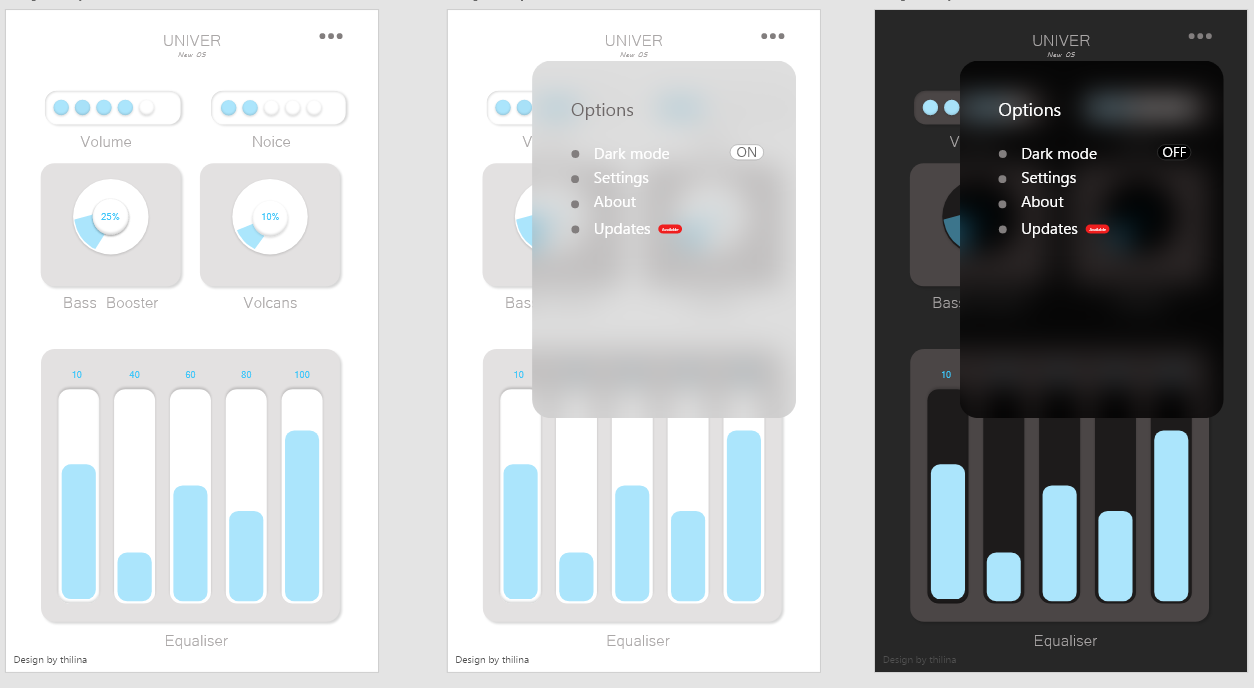 UNIVER
New OS
Volume
Noice
25%
10%
Bass Booster
Volcans
10 40 60 80 100
Equaliser
Design by thilina
UNIVER
New OS
Options
Dark mode ON
Settings
About
Updates Available
V
Bas
10
Equaliser
Design by thilina
UNIVER
New OS
Options
Dark mode OFF
Settings
About
Updates Available
V
Bas
10
Equaliser
Design by thilina